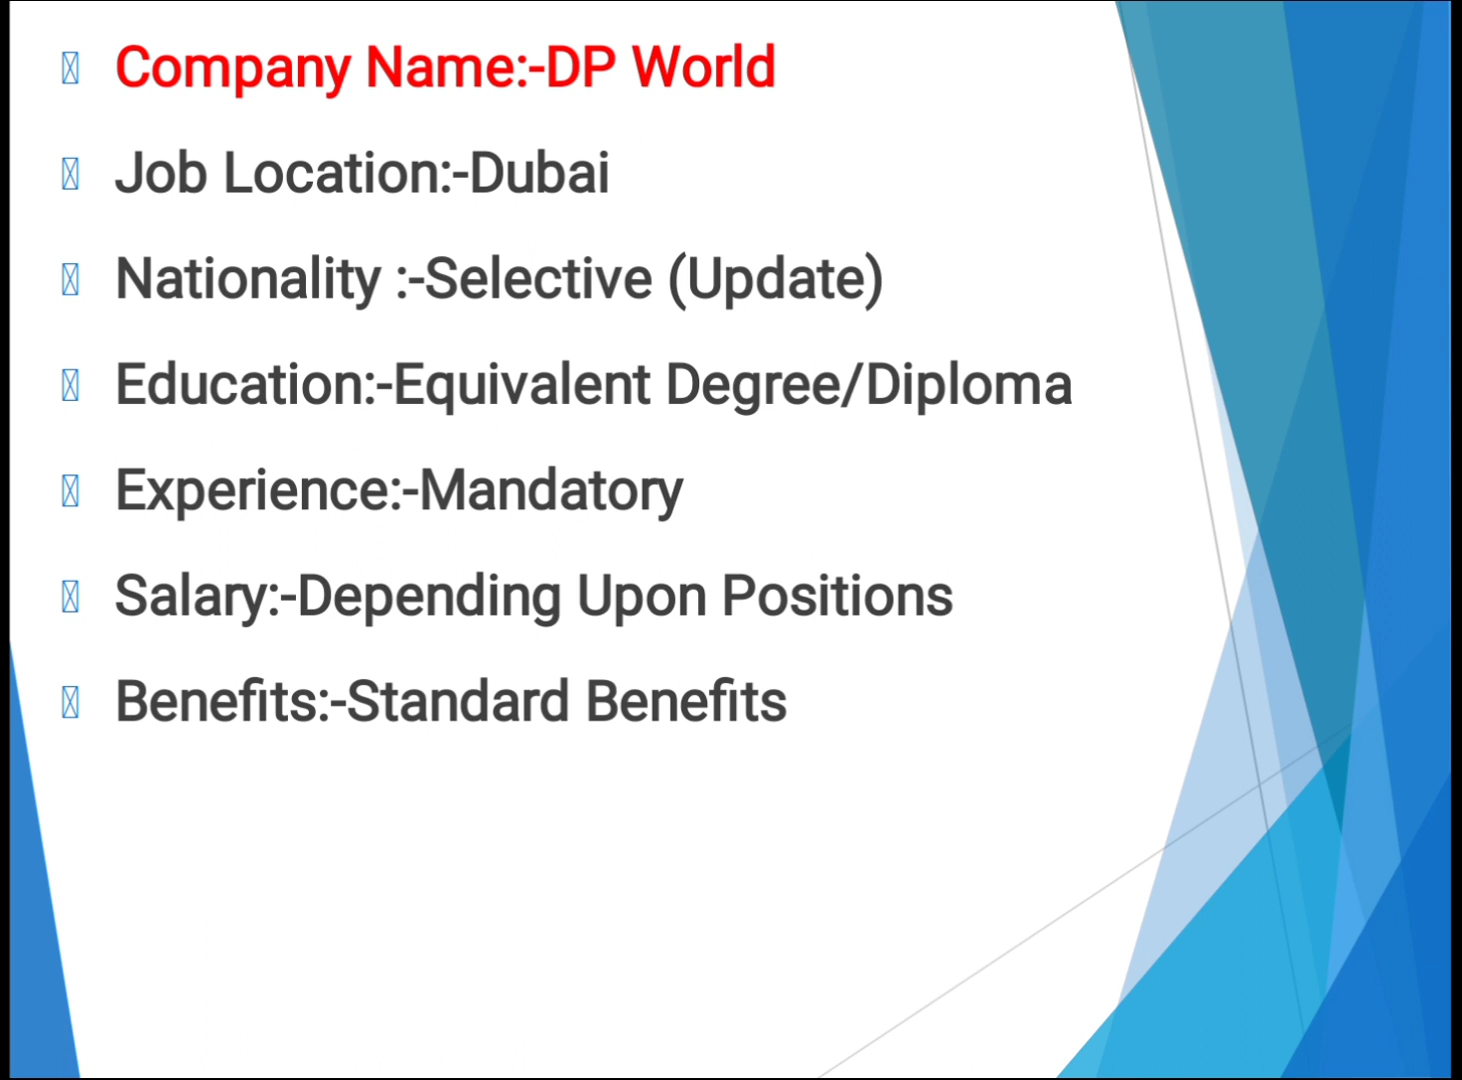 Company Name:-DP World
Job Location:-Dubai
Nationality :-Selective (Update)
Education:-Equivalent Degree/Diploma
Experience:-Mandatory
Salary:-Depending Upon Positions
Benefits:-Standard Benefits